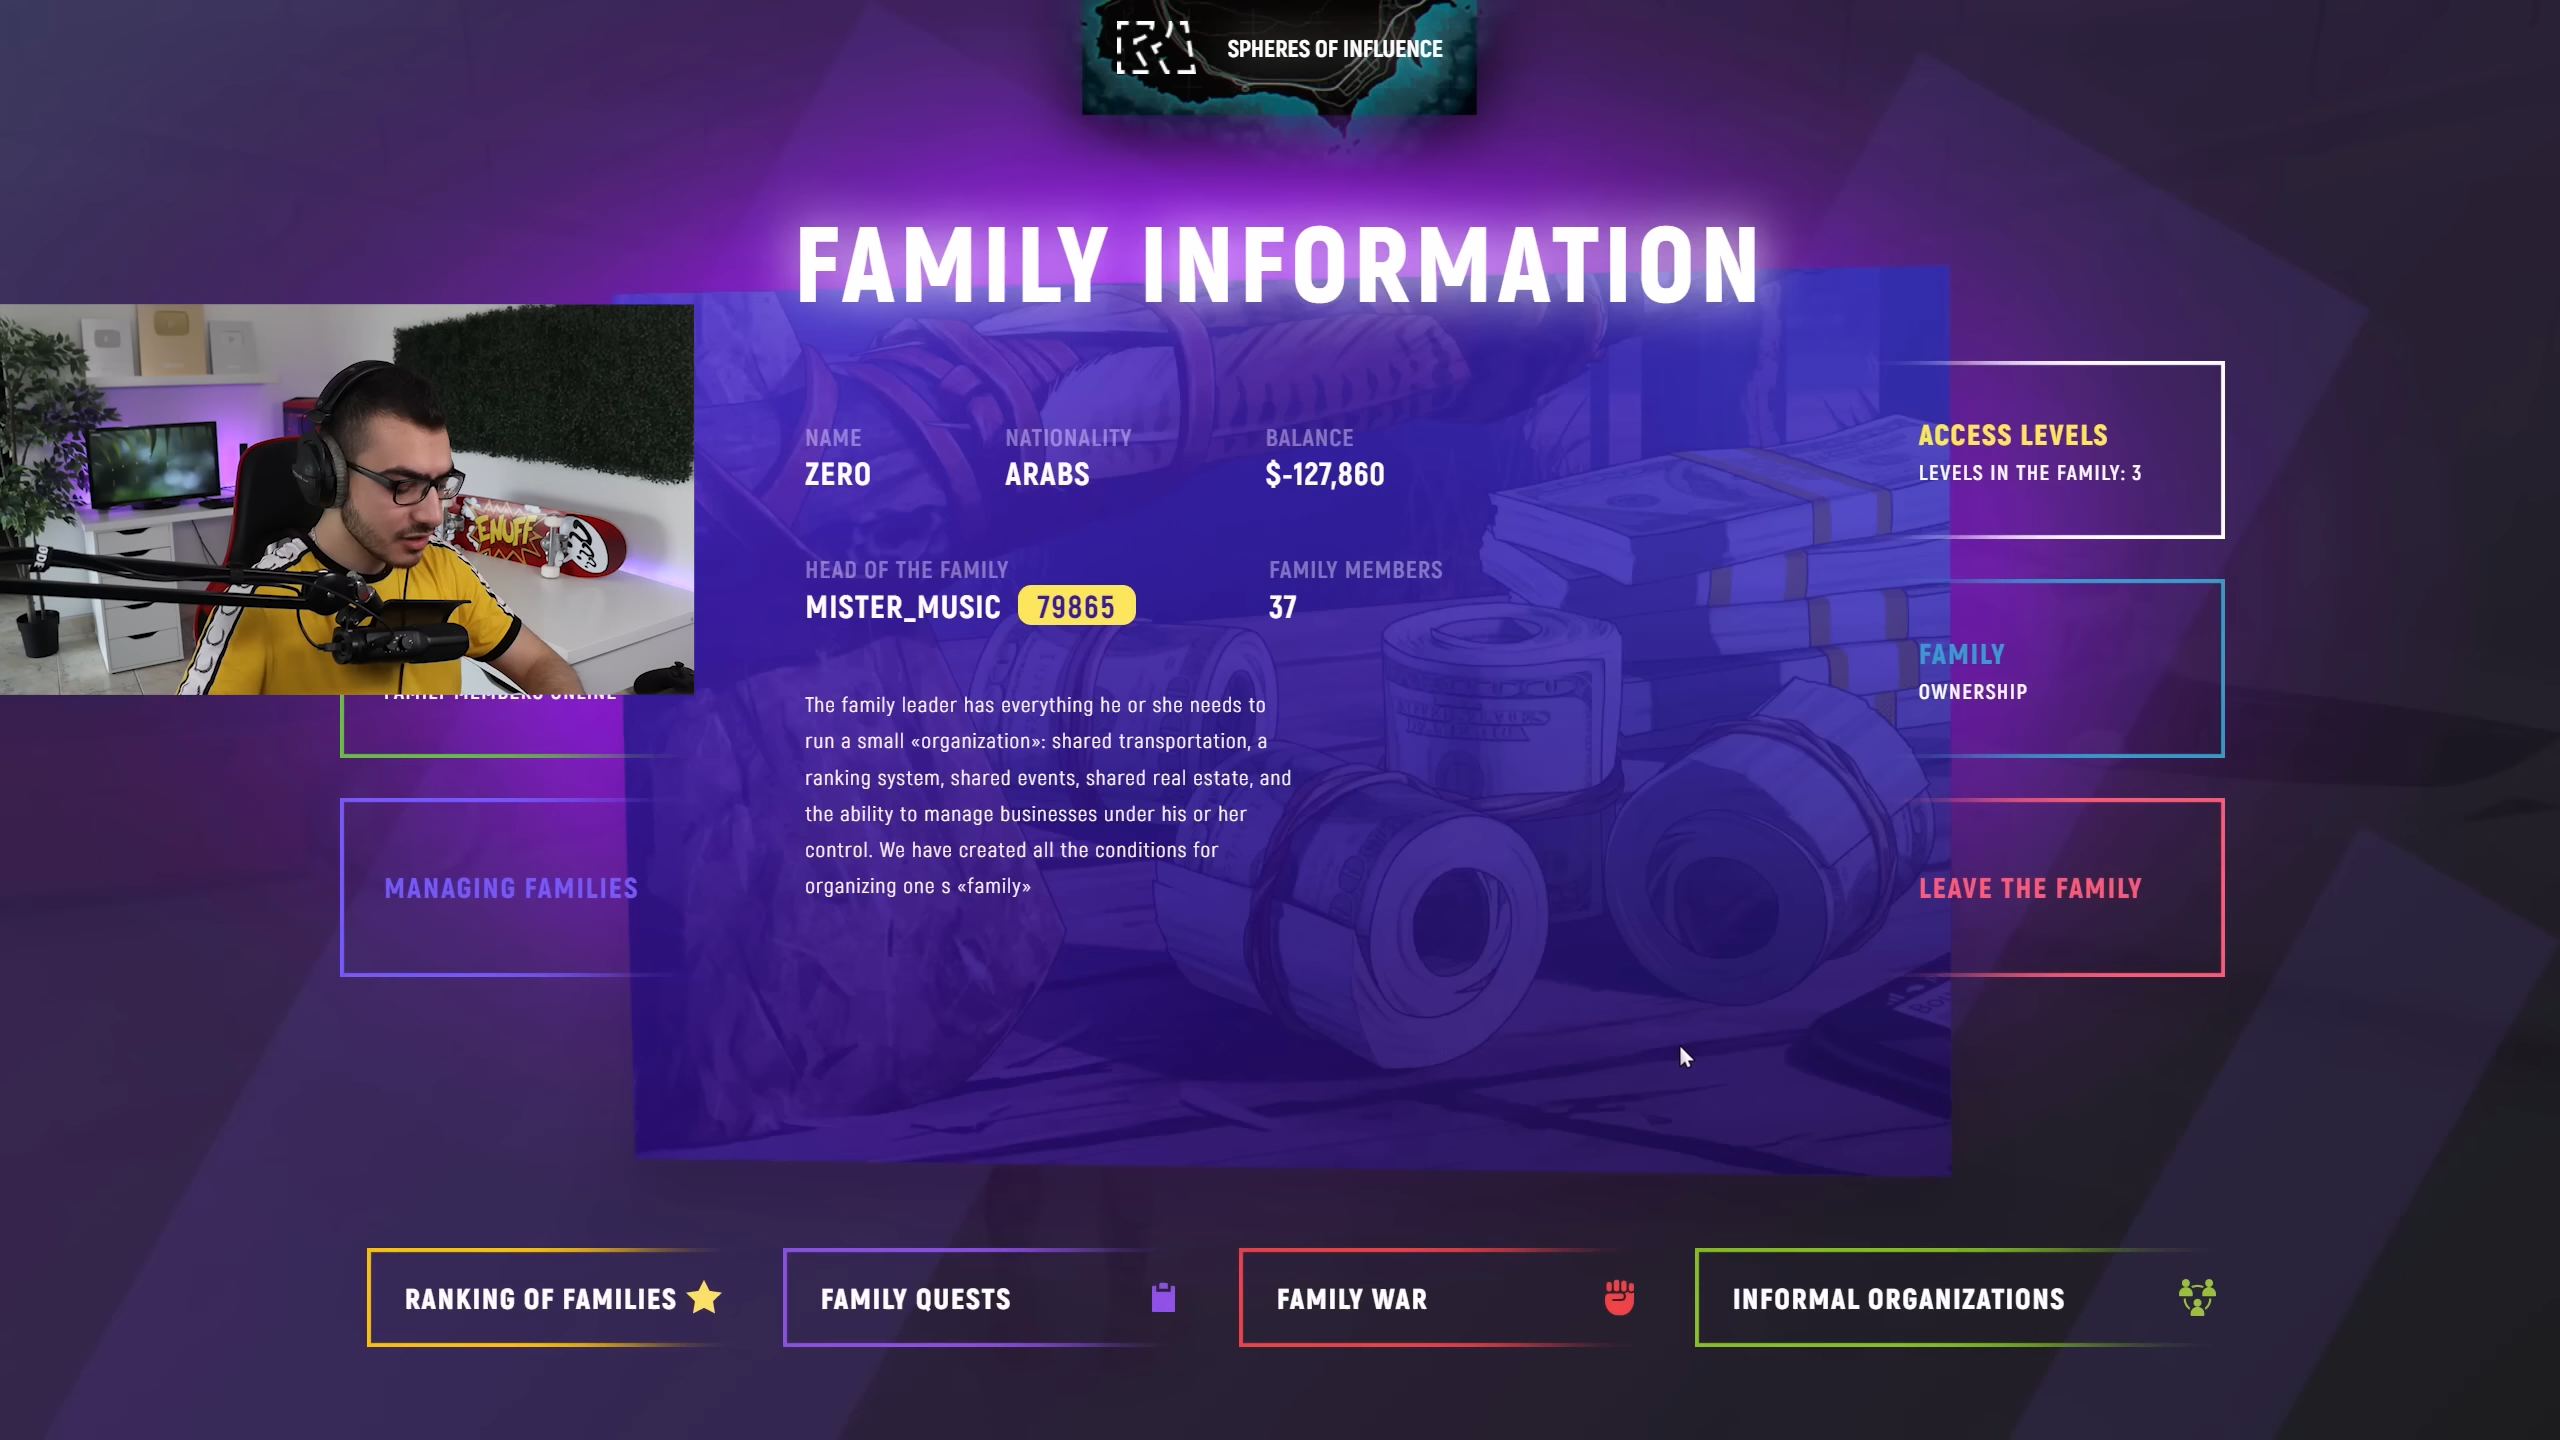 SPHERES OF INFLUENCE
FAMILY INFORMATION
NAME
ZERO
NATIONALITY
ARABS
BALANCE
$-127,860
HEAD OF THE FAMILY
MISTER_MUSIC 79865
FAMILY MEMBERS
37
The family leader has everything he or she needs to
run a small «organization»: shared transportation, a
ranking system, shared events, shared real estate, and
the ability to manage businesses under his or her
control. We have created all the conditions for
organizing one s «family»
ENUFF
FAMILY MEMBERS ONLINE
MANAGING FAMILIES
ACCESS LEVELS
LEVELS IN THE FAMILY: 3
FAMILY
OWNERSHIP
LEAVE THE FAMILY
RANKING OF FAMILIES
FAMILY QUESTS
FAMILY WAR
INFORMAL ORGANIZATIONS